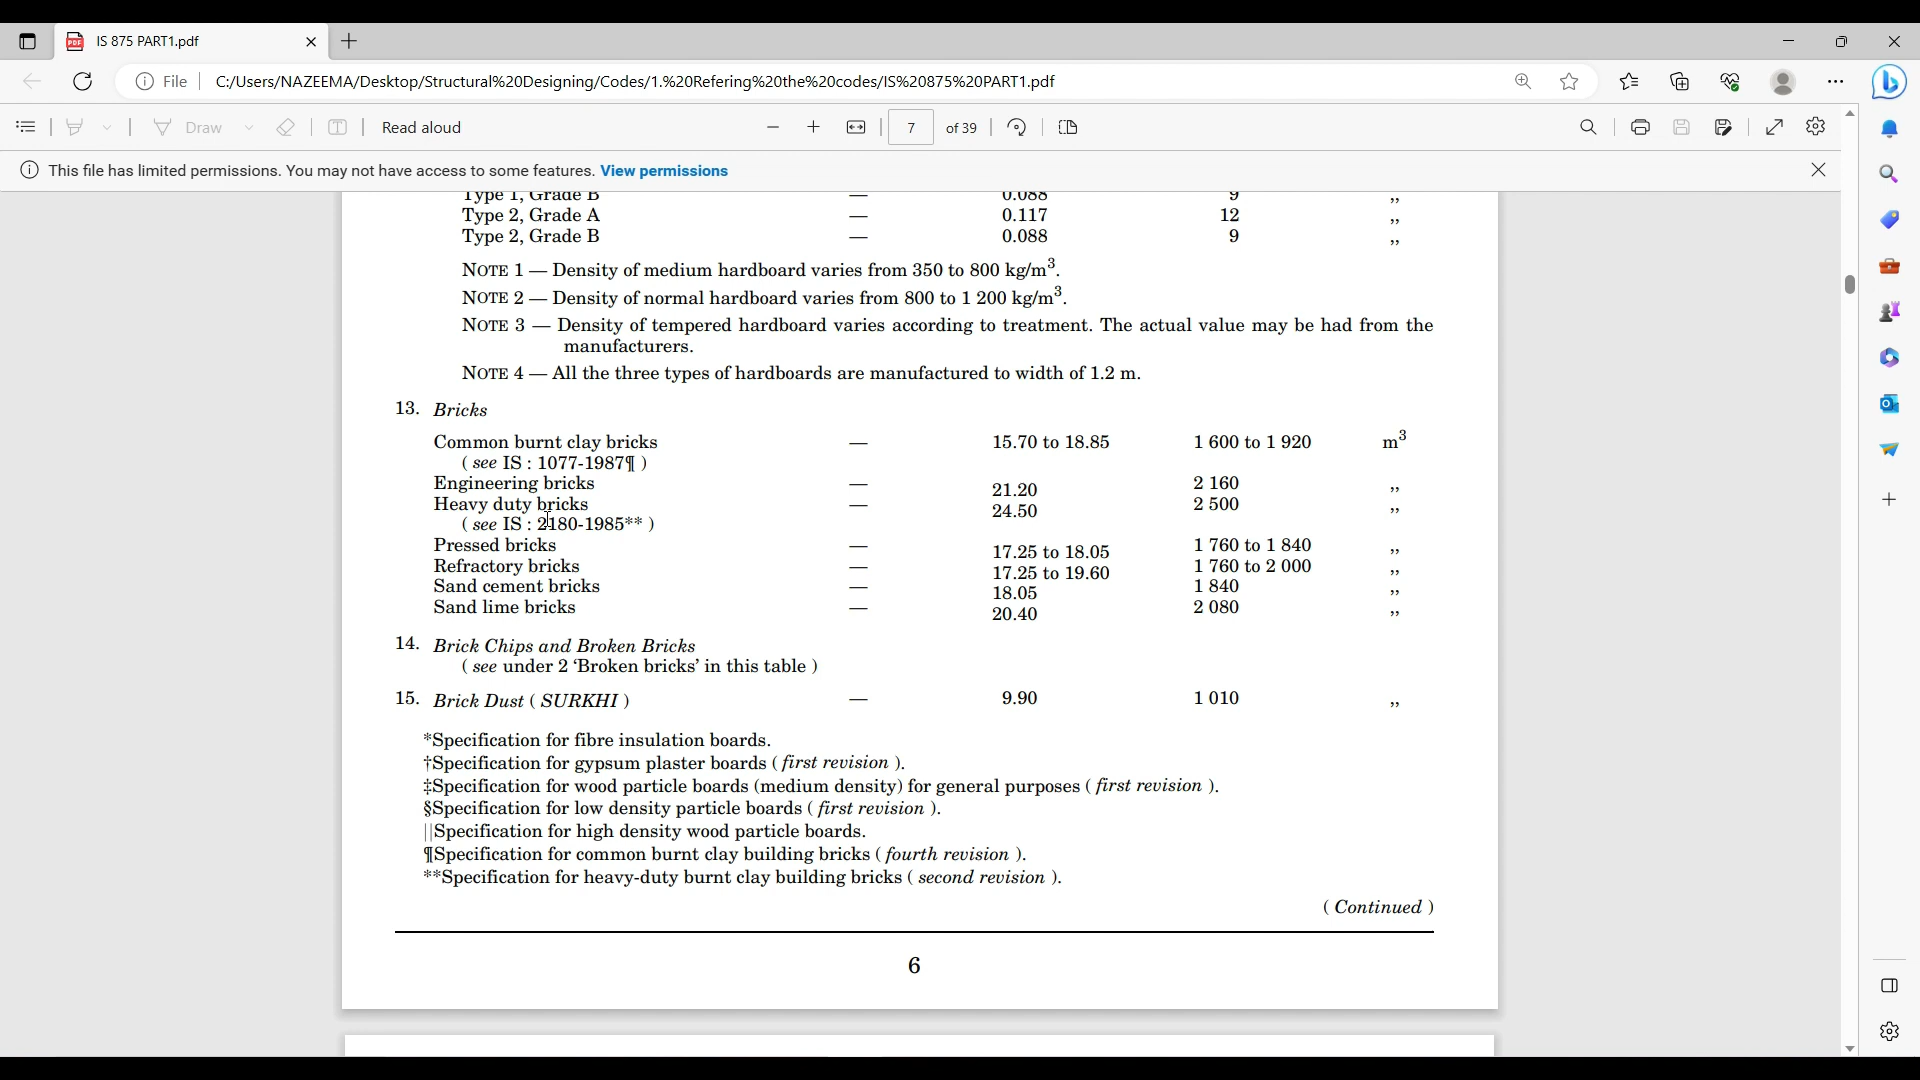 IS 875 PART1.pdf
File C:/Users/NAZEEMA/Desktop/Structural%20Designing/Codes/1.%20Refering%20the%20codes/IS%20875%20PART1.pdf
Draw Read aloud 7 of 39
This file has limited permissions. You may not have access to some features. View permissions
Type 1, Grade B — 0.088 9 ,,
Type 2, Grade A — 0.117 12 ,,
Type 2, Grade B — 0.088 9 ,,
NOTE 1 — Density of medium hardboard varies from 350 to 800 kg/m³.
NOTE 2 — Density of normal hardboard varies from 800 to 1 200 kg/m³.
NOTE 3 — Density of tempered hardboard varies according to treatment. The actual value may be had from the
manufacturers.
NOTE 4 — All the three types of hardboards are manufactured to width of 1.2 m.
13. Bricks
Common burnt clay bricks — 15.70 to 18.85 1 600 to 1 920 m³
( see IS : 1077-1987¶ )
Engineering bricks — 21.20 2 160 ,,
Heavy duty bricks — 24.50 2 500 ,,
( see IS : 2180-1985** )
Pressed bricks — 17.25 to 18.05 1 760 to 1 840 ,,
Refractory bricks — 17.25 to 19.60 1 760 to 2 000 ,,
Sand cement bricks — 18.05 1 840 ,,
Sand lime bricks — 20.40 2 080 ,,
14. Brick Chips and Broken Bricks
( see under 2 ‘Broken bricks’ in this table )
15. Brick Dust ( SURKHI ) — 9.90 1 010 ,,
*Specification for fibre insulation boards.
†Specification for gypsum plaster boards ( first revision ).
‡Specification for wood particle boards (medium density) for general purposes ( first revision ).
§Specification for low density particle boards ( first revision ).
||Specification for high density wood particle boards.
¶Specification for common burnt clay building bricks ( fourth revision ).
**Specification for heavy-duty burnt clay building bricks ( second revision ).
( Continued )
6